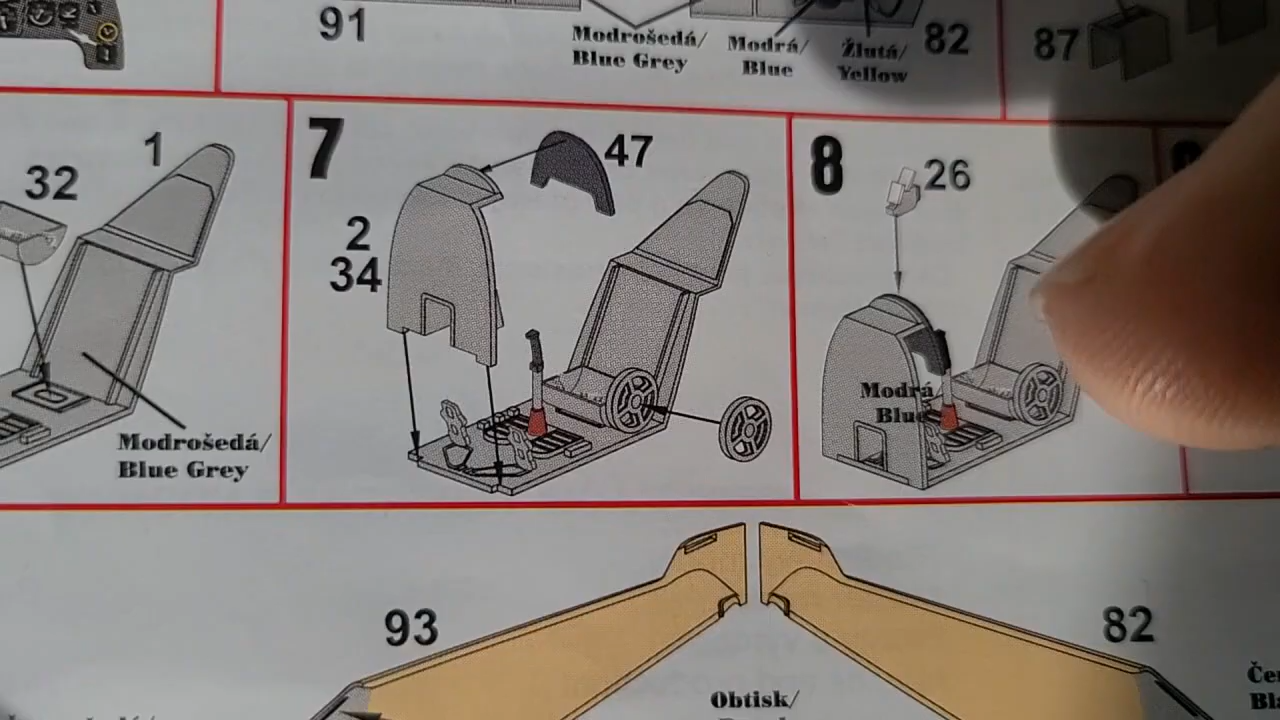 91
Modrošedá/
Blue Grey
Modrá/
Blue
Žlutá/
Yellow
82
87
32
1
Modrošedá/
Blue Grey
7
47
2
34
8
26
Modrá/
93
82
Obtisk/